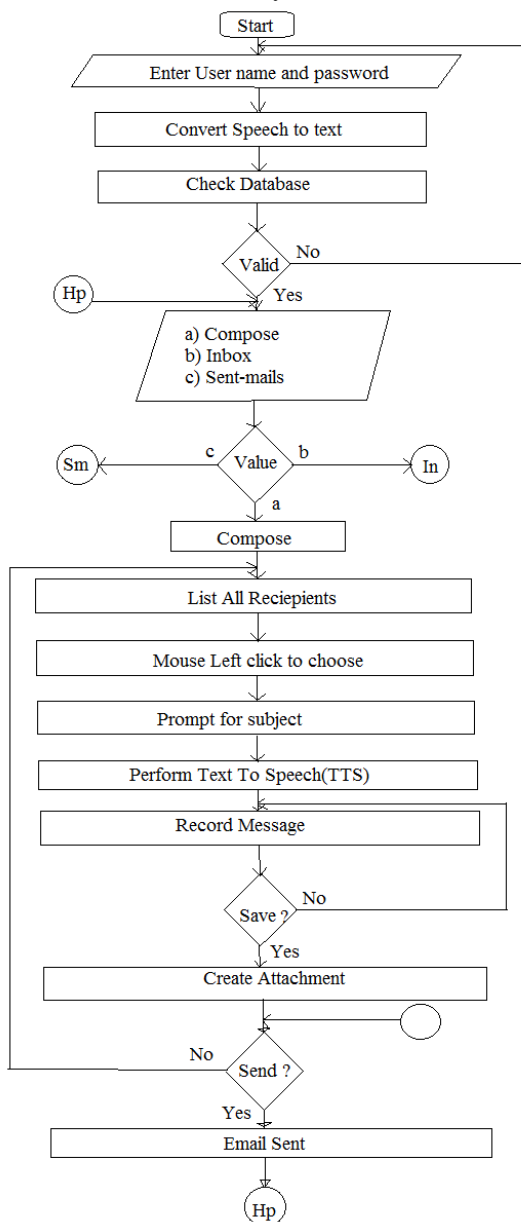 Start
Enter User name and password
Convert Speech to text
Check Database
Valid
No
Hp
Yes
a) Compose
b) Inbox
c) Sent-mails
Sm
c
Value
b
In
a
Compose
List All Reciepients
Mouse Left click to choose
Prompt for subject
Perform Text To Speech(TTS)
Record Message
No
Save ?
Yes
Create Attachment
No
Send ?
Yes
Email Sent
Hp